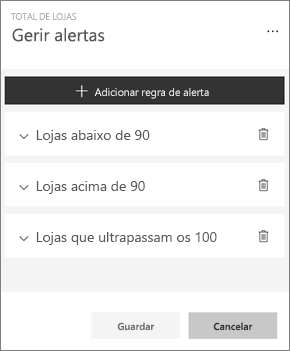 TOTAL DE LOJAS
Gerir alertas
Adicionar regra de alerta
Lojas abaixo de 90
Lojas acima de 90
Lojas que ultrapassam os 100
Guardar
Cancelar